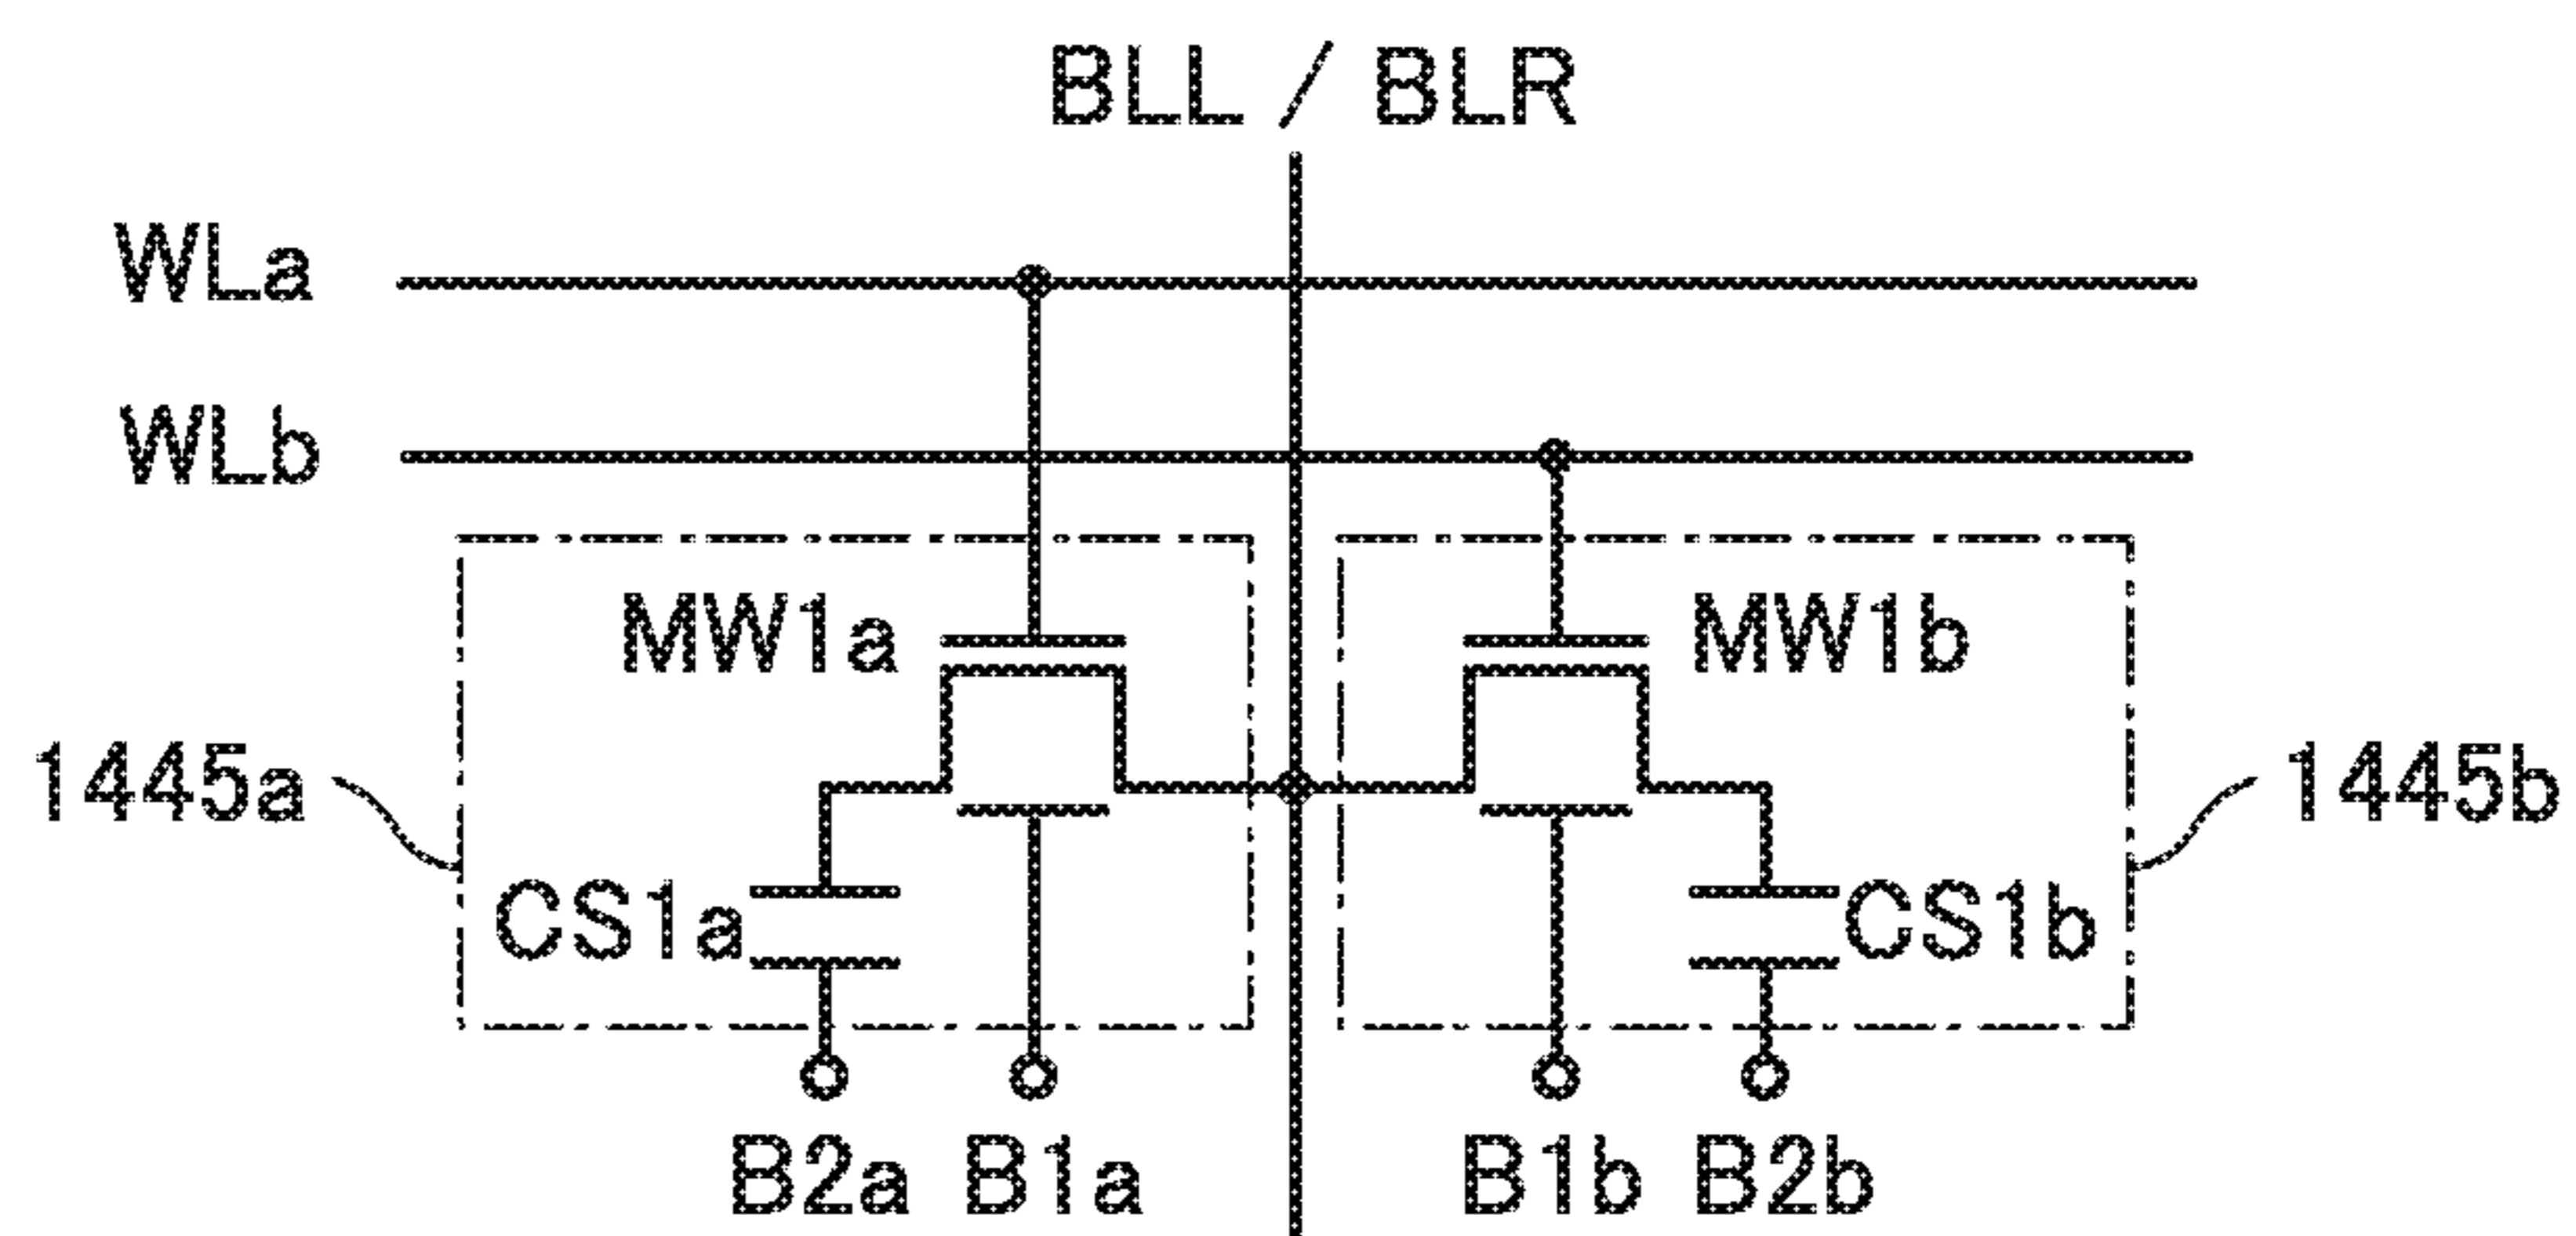 BLL / BLR
WLa
WLb
MW1a MW1b
1445a 1445b
CS1a CS1b
B2a B1a B1b B2b